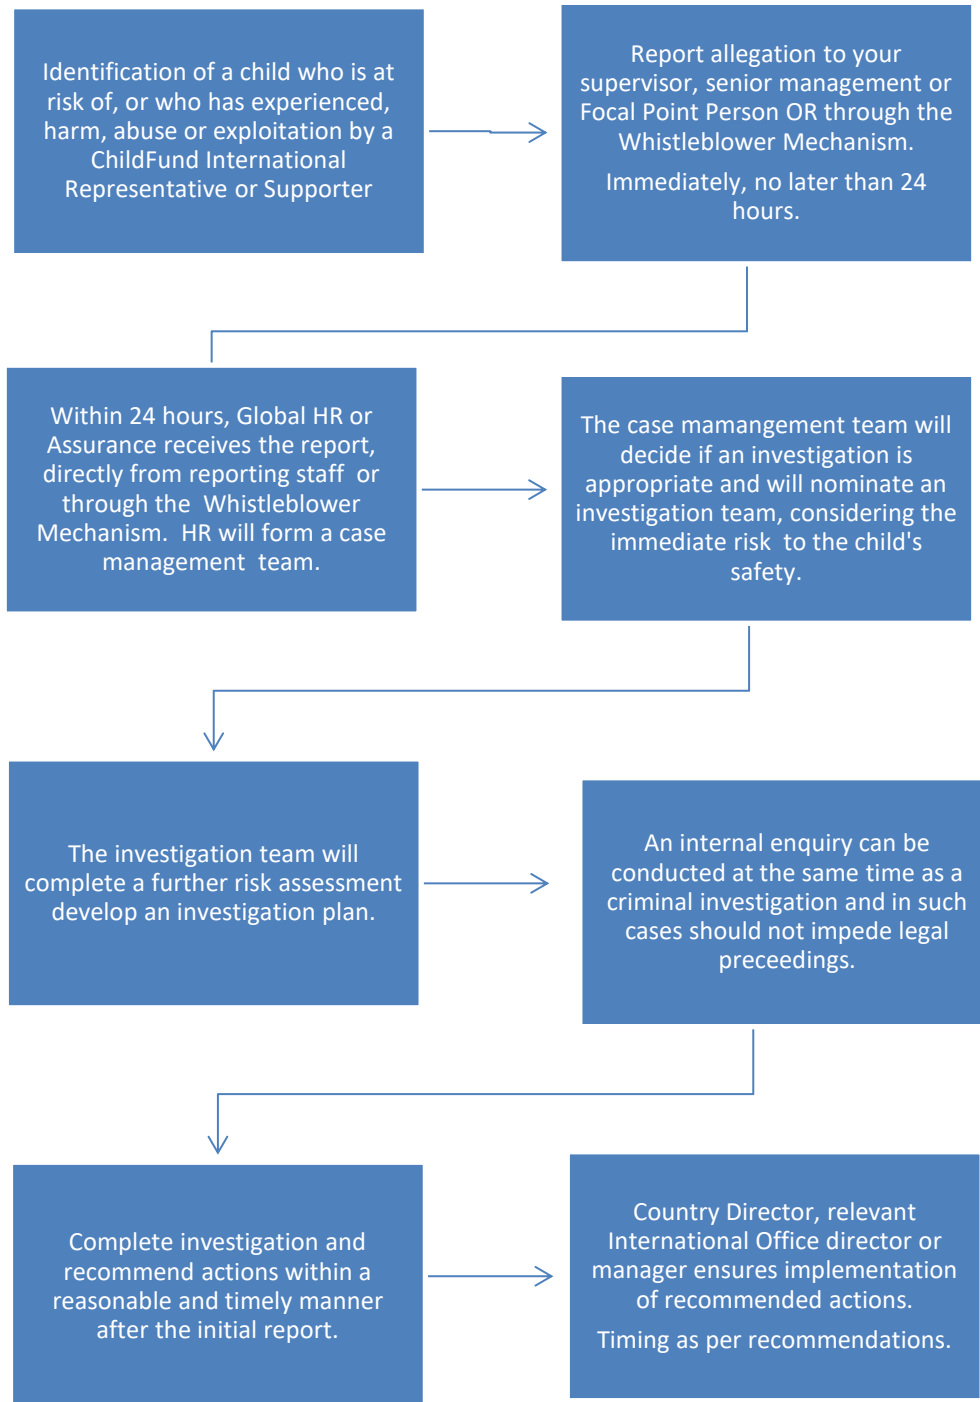 Identification of a child who is at
risk of, or who has experienced,
harm, abuse or exploitation by a
ChildFund International
Representative or Supporter
Report allegation to your
supervisor, senior management or
Focal Point Person OR through the
Whistleblower Mechanism.
Immediately, no later than 24
hours.
Within 24 hours, Global HR or
Assurance receives the report,
directly from reporting staff or
through the Whistleblower
Mechanism. HR will form a case
management team.
The case mamangement team will
decide if an investigation is
appropriate and will nominate an
investigation team, considering the
immediate risk to the child's
safety.
The investigation team will
complete a further risk assessment
develop an investigation plan.
An internal enquiry can be
conducted at the same time as a
criminal investigation and in such
cases should not impede legal
preceedings.
Complete investigation and
recommend actions within a
reasonable and timely manner
after the initial report.
Country Director, relevant
International Office director or
manager ensures implementation
of recommended actions.
Timing as per recommendations.